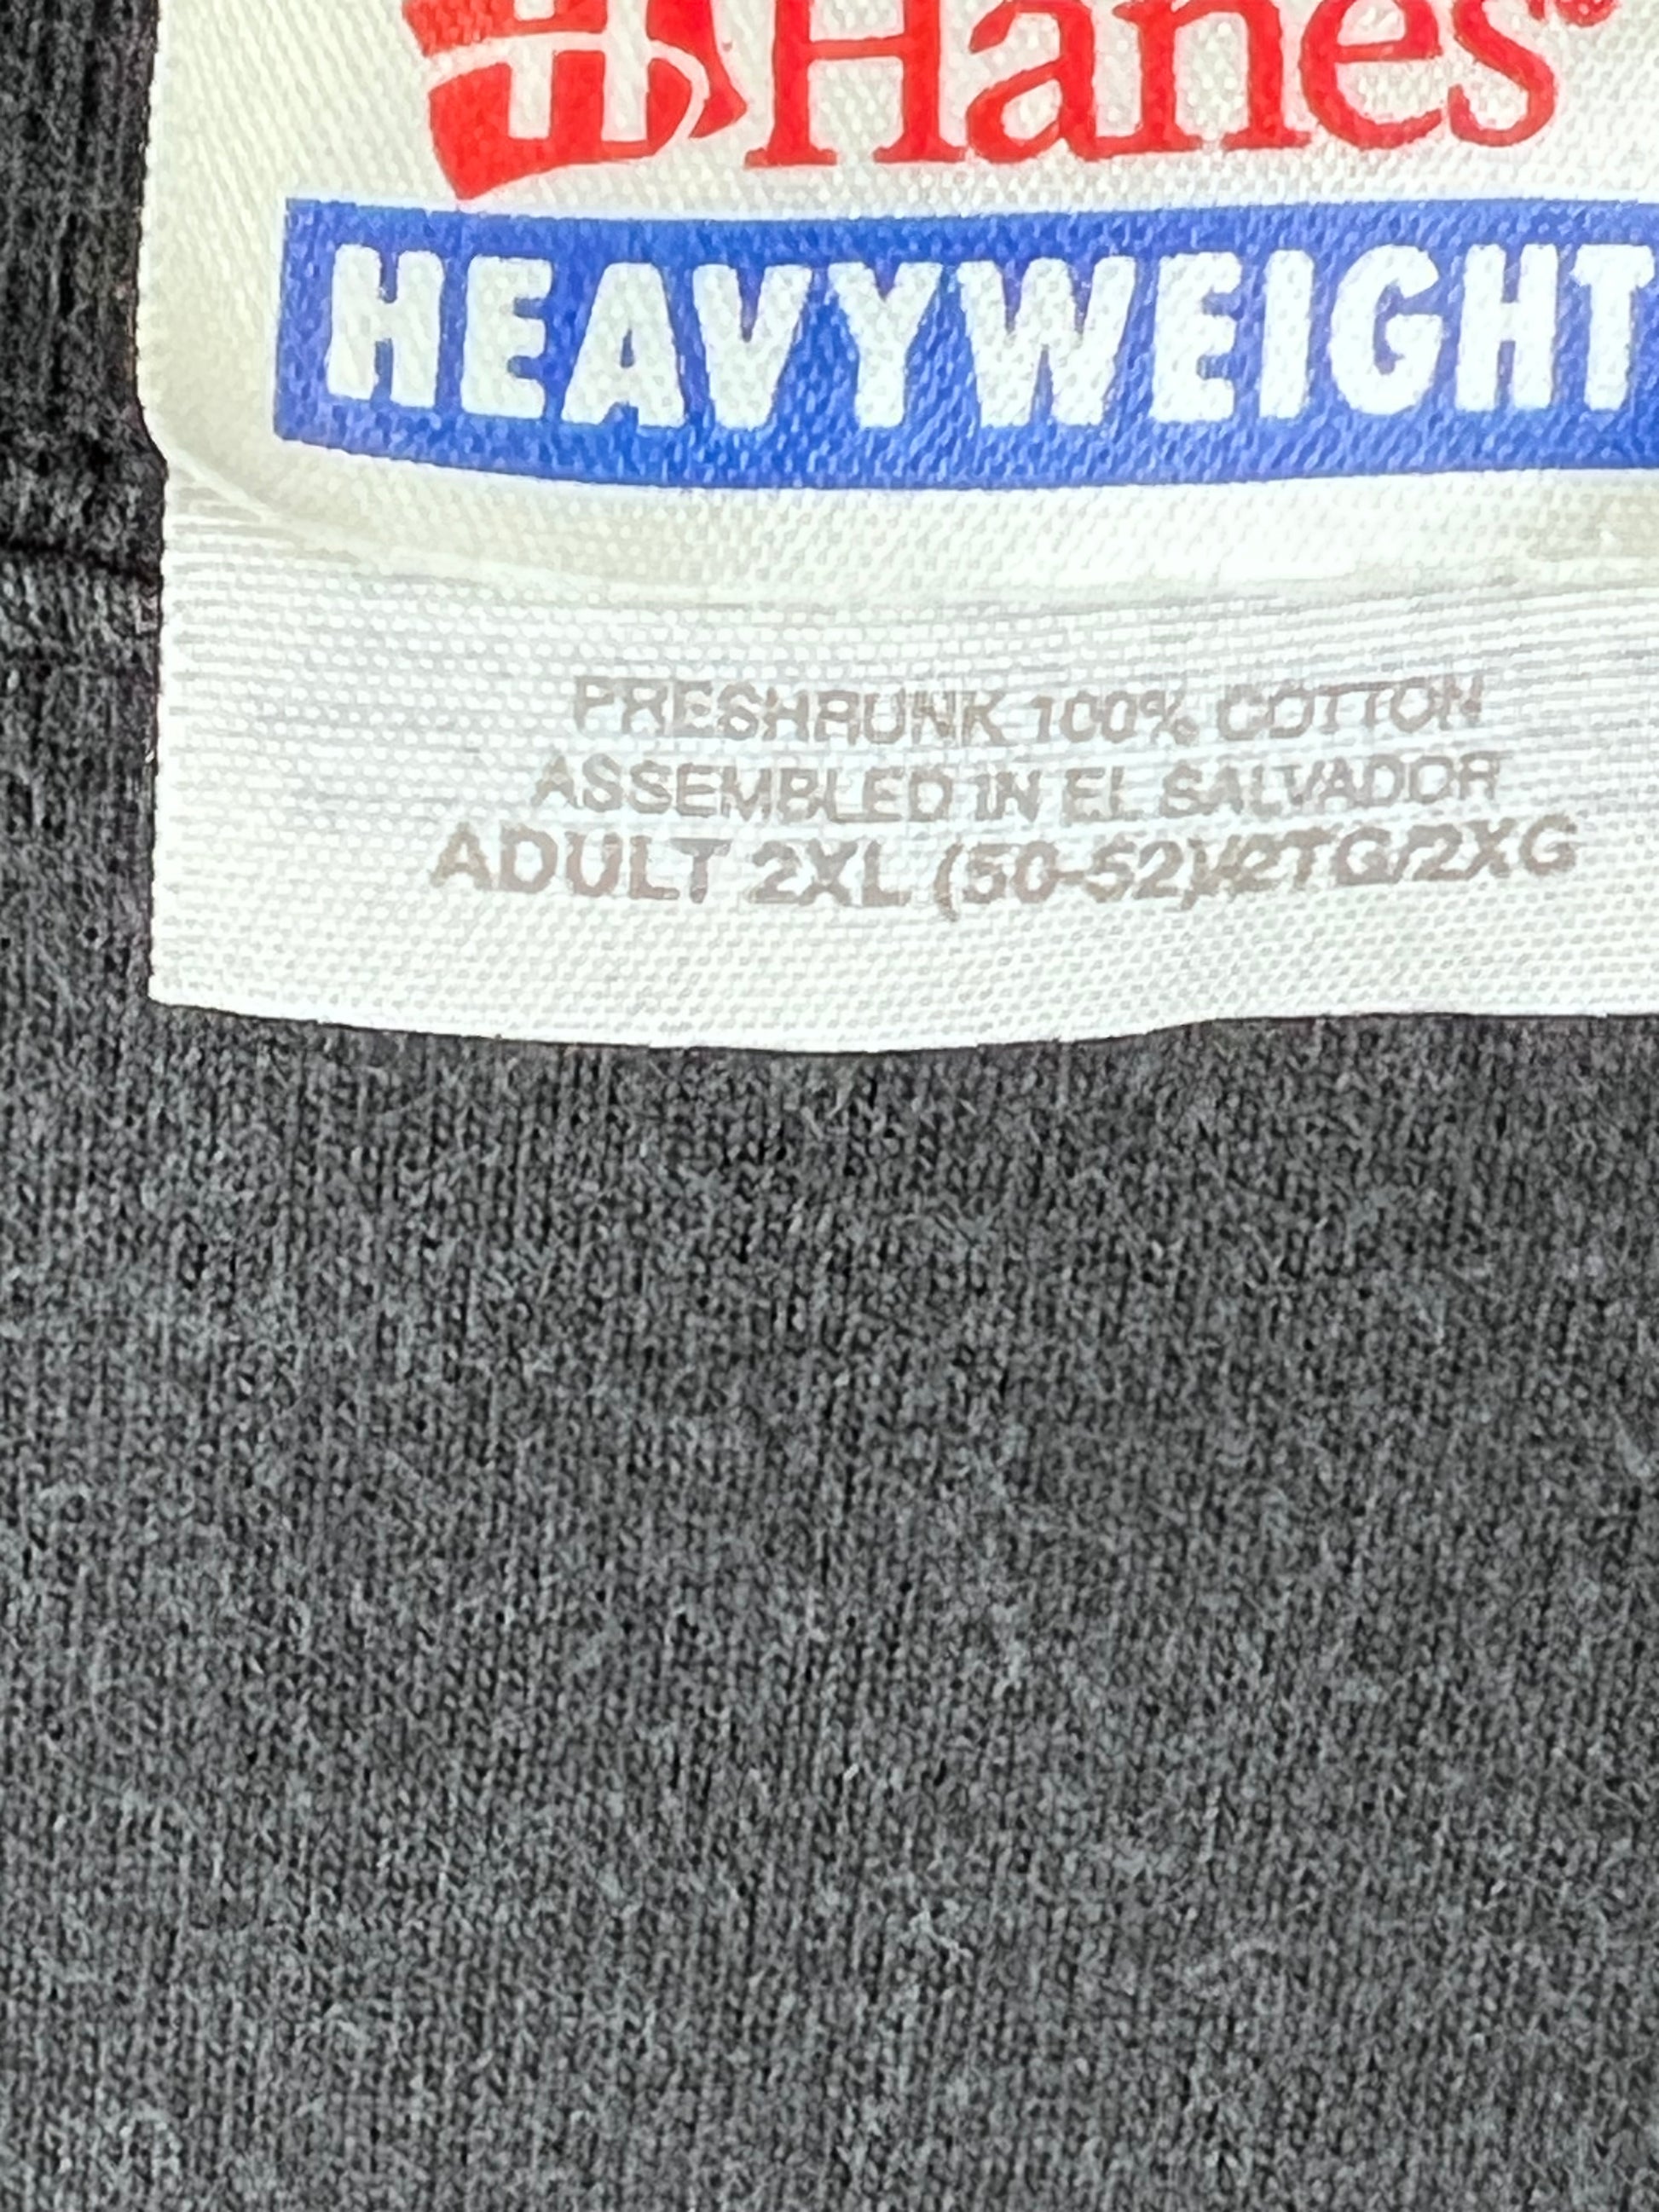 Hanes®
HEAVYWEIGHT
PRESHRUNK 100% COTTON
ASSEMBLED IN EL SALVADOR
ADULT 2XL (50-52)/2TG/2XG